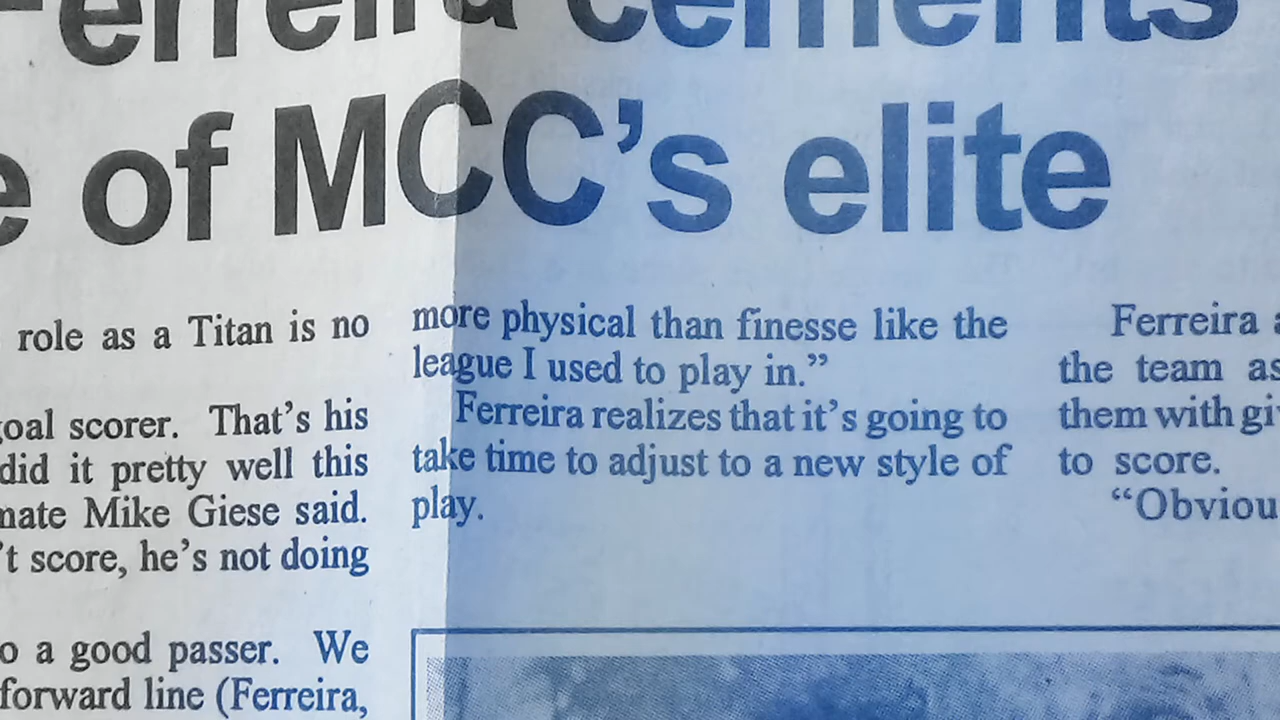 Ferreira cements
of MCC's elite
role as a Titan is no
goal scorer. That's his
did it pretty well this
Mike Giese said.
score, he's not doing
a good passer. We
forward line (Ferreira,
more physical than finesse like the
league I used to play in.”
Ferreira realizes that it's going to
take time to adjust to a new style of
play.
Ferreira
the team as
them with
to score.